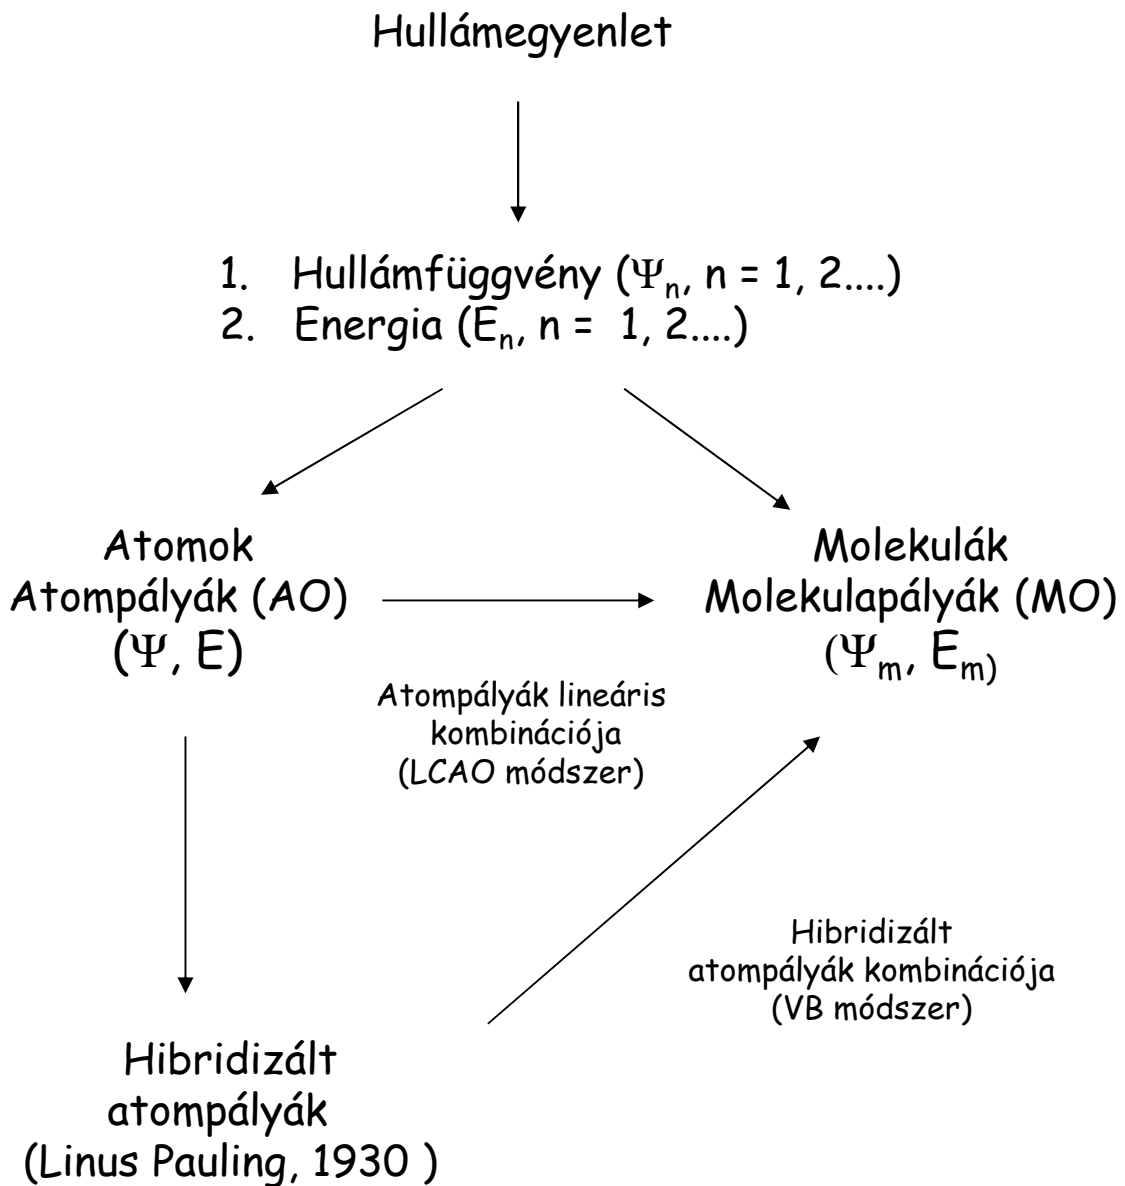 Hullámegyenlet
1. Hullámfüggvény (Ψn, n = 1, 2....)
2. Energia (En, n = 1, 2....)
Atomok
Atompályák (AO)
(Ψ, E)
Molekulák
Molekulapályák (MO)
(Ψm, Em)
Atompályák lineáris
kombinációja
(LCAO módszer)
Hibridizált
atompályák kombinációja
(VB módszer)
Hibridizált
atompályák
(Linus Pauling, 1930 )